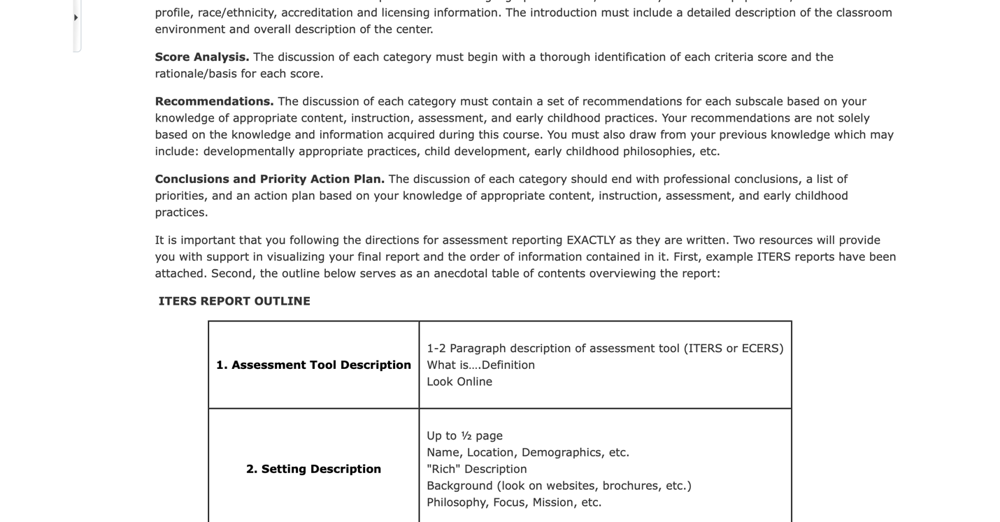 profile, race/ethnicity, accreditation and licensing information. The introduction must include a detailed description of the classroom
environment and overall description of the center.
Score Analysis. The discussion of each category must begin with a thorough identification of each criteria score and the
rationale/basis for each score.
Recommendations. The discussion of each category must contain a set of recommendations for each subscale based on your
knowledge of appropriate content, instruction, assessment, and early childhood practices. Your recommendations are not solely
based on the knowledge and information acquired during this course. You must also draw from your previous knowledge which may
include: developmentally appropriate practices, child development, early childhood philosophies, etc.
Conclusions and Priority Action Plan. The discussion of each category should end with professional conclusions, a list of
priorities, and an action plan based on your knowledge of appropriate content, instruction, assessment, and early childhood
practices.
It is important that you following the directions for assessment reporting EXACTLY as they are written. Two resources will provide
you with support in visualizing your final report and the order of information contained in it. First, example ITERS reports have been
attached. Second, the outline below serves as an anecdotal table of contents overviewing the report:
ITERS REPORT OUTLINE
1. Assessment Tool Description
1-2 Paragraph description of assessment tool (ITERS or ECERS)
What is....Definition
Look Online
2. Setting Description
Up to ½ page
Name, Location, Demographics, etc.
"Rich" Description
Background (look on websites, brochures, etc.)
Philosophy, Focus, Mission, etc.